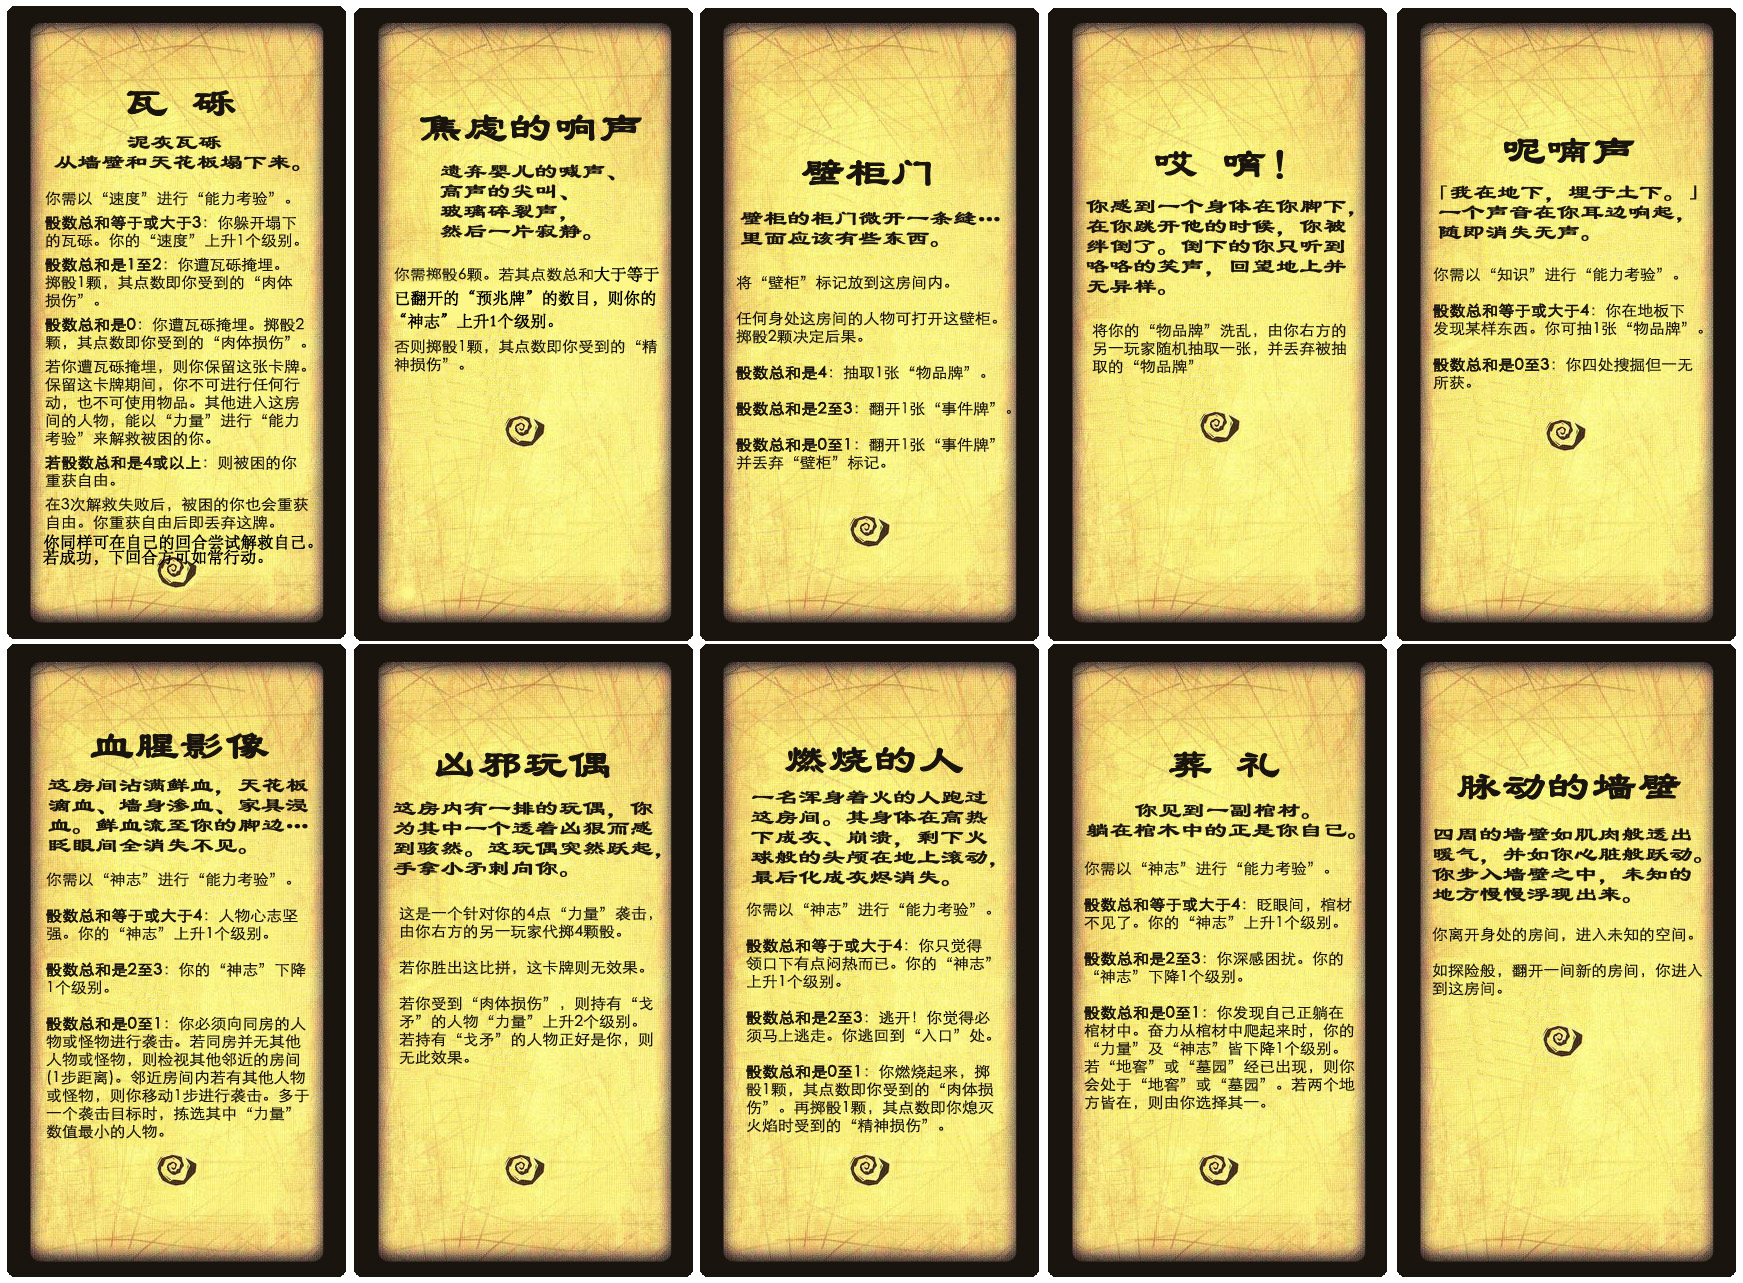 瓦 砾
泥灰瓦砾
从墙壁和天花板塌下来。
你需以“速度”进行“能力考验”。
骰数总和等于或大于3：你躲开塌下
的瓦砾。你的“速度”上升1个级别。
骰数总和是1至2：你遭瓦砾掩埋。
掷骰1颗，其点数即你受到的“肉体
损伤”。
骰数总和是0：你遭瓦砾掩埋。掷骰2
颗，其点数即你受到的“肉体损伤”。
若你遭瓦砾掩埋，则你保留这张卡牌。
保留这卡牌期间，你不可进行任何行
动，也不可使用物品。其他进入这房
间的人物，能以“力量”进行“能力
考验”来解救被困的你。
若骰数总和是4或以上：则被困的你
重获自由。
在3次解救失败后，被困的你也会重获
自由。你重获自由后即丢弃这牌。
你同样可在自己的回合尝试解救自己。
若成功，下回合方可如常行动。
焦虑的响声
遗弃婴儿的喊声、
高声的尖叫、
玻璃碎裂声，
然后一片寂静。
你需掷骰6颗。若其点数总和大于等于
已翻开的“预兆牌”的数目，则你的
“神志”上升1个级别。
否则掷骰1颗，其点数即你受到的“精
神损伤”。
壁柜门
壁柜的柜门微开一条缝…
里面应该有些东西。
将“壁柜”标记放到这房间内。
任何身处这房间的人物可打开这壁柜。
掷骰2颗决定后果。
骰数总和是4：抽取1张“物品牌”。
骰数总和是2至3：翻开1张“事件牌”。
骰数总和是0至1：翻开1张“事件牌”
并丢弃“壁柜”标记。
哎 唷！
你感到一个身体在你脚下，
在你跳开他的时候，你被
绊倒了。倒下的你只听到
咯咯的笑声，回望地上并
无异样。
将你的“物品牌”洗乱，由你右方的
另一玩家随机抽取一张，并丢弃被抽
取的“物品牌”
呢喃声
「我在地下，埋于土下。」
一个声音在你耳边响起，
随即消失无声。
你需以“知识”进行“能力考验”。
骰数总和等于或大于4：你在地板下
发现某样东西。你可抽1张“物品牌”。
骰数总和是0至3：你四处搜掘但一无
所获。
血腥影像
这房间沾满鲜血，天花板
滴血、墙身渗血、家具浸
血。鲜血流至你的脚边…
眨眼间全消失不见。
你需以“神志”进行“能力考验”。
骰数总和等于或大于4：人物心志坚
强。你的“神志”上升1个级别。
骰数总和是2至3：你的“神志”下降
1个级别。
骰数总和是0至1：你必须向同房的人
物或怪物进行袭击。若同房并无其他
人物或怪物，则检视其他邻近的房间
(1步距离)。邻近房间内若有其他人物
或怪物，则你移动1步进行袭击。多于
一个袭击目标时，拣选其中“力量”
数值最小的人物。
凶邪玩偶
这房内有一排的玩偶，你
为其中一个透着凶狠而感
到骇然。这玩偶突然跃起，
手拿小矛刺向你。
这是一个针对你的4点“力量”袭击，
由你右方的另一玩家代掷4颗骰。
若你胜出这比拼，这卡牌则无效果。
若你受到“肉体损伤”，则持有“戈
矛”的人物“力量”上升2个级别。
若持有“戈矛”的人物正好是你，则
无此效果。
燃烧的人
一名浑身着火的人跑过
这房间。其身体在高热
下成灰、崩溃，剩下火
球般的头颅在地上滚动，
最后化成灰烬消失。
你需以“神志”进行“能力考验”。
骰数总和等于或大于4：你只觉得
领口下有点闷热而已。你的“神志”
上升1个级别。
骰数总和是2至3：逃开！你觉得必
须马上逃走。你逃回到“入口”处。
骰数总和是0至1：你燃烧起来，掷
骰1颗，其点数即你受到的“肉体损
伤”。再掷骰1颗，其点数即你熄灭
火焰时受到的“精神损伤”。
葬 礼
你见到一副棺材。
躺在棺木中的正是你自己。
你需以“神志”进行“能力考验”。
骰数总和等于或大于4：眨眼间，棺材
不见了。你的“神志”上升1个级别。
骰数总和是2至3：你深感困扰。你的
“神志”下降1个级别。
骰数总和是0至1：你发现自己正躺在
棺材中。奋力从棺材中爬起来时，你的
“力量”及“神志”皆下降1个级别。
若“地窖”或“墓园”经已出现，则你
会处于“地窖”或“墓园”。若两个地
方皆在，则由你选择其一。
脉动的墙壁
四周的墙壁如肌肉般透出
暖气，并如你心脏般跃动。
你步入墙壁之中，未知的
地方慢慢浮现出来。
你离开身处的房间，进入未知的空间。
如探险般，翻开一间新的房间，你进入
到这房间。